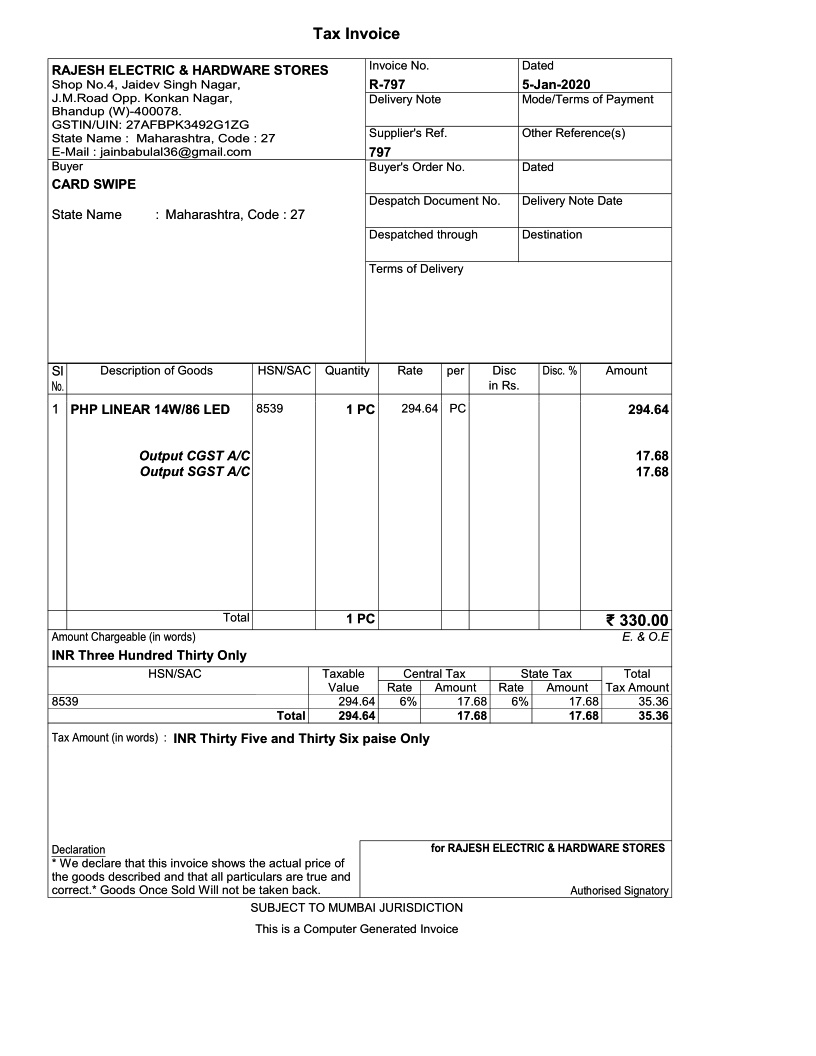 Tax Invoice
RAJESH ELECTRIC & HARDWARE STORES
Shop No.4, Jaidev Singh Nagar,
J.M.Road Opp. Konkan Nagar,
Bhandup (W)-400078.
GSTIN/UIN: 27AFBPK3492G1ZG
State Name : Maharashtra, Code : 27
E-Mail : jainbabulal36@gmail.com
Invoice No.
R-797
Dated
5-Jan-2020
Delivery Note
Mode/Terms of Payment
Supplier's Ref.
797
Other Reference(s)
Buyer
CARD SWIPE
State Name : Maharashtra, Code : 27
Buyer's Order No.
Dated
Despatch Document No.
Delivery Note Date
Despatched through
Destination
Terms of Delivery
Sl No. Description of Goods HSN/SAC Quantity Rate per Disc in Rs. Disc. % Amount
1 PHP LINEAR 14W/86 LED 8539 1 PC 294.64 PC 294.64
Output CGST A/C 17.68
Output SGST A/C 17.68
Total 1 PC ₹ 330.00
Amount Chargeable (in words) E. & O.E
INR Three Hundred Thirty Only
HSN/SAC Taxable Value Central Tax State Tax Total Tax Amount
Rate Amount Rate Amount
8539 294.64 6% 17.68 6% 17.68 35.36
Total 294.64 17.68 17.68 35.36
Tax Amount (in words) : INR Thirty Five and Thirty Six paise Only
Declaration
* We declare that this invoice shows the actual price of
the goods described and that all particulars are true and
correct.* Goods Once Sold Will not be taken back.
for RAJESH ELECTRIC & HARDWARE STORES
Authorised Signatory
SUBJECT TO MUMBAI JURISDICTION
This is a Computer Generated Invoice